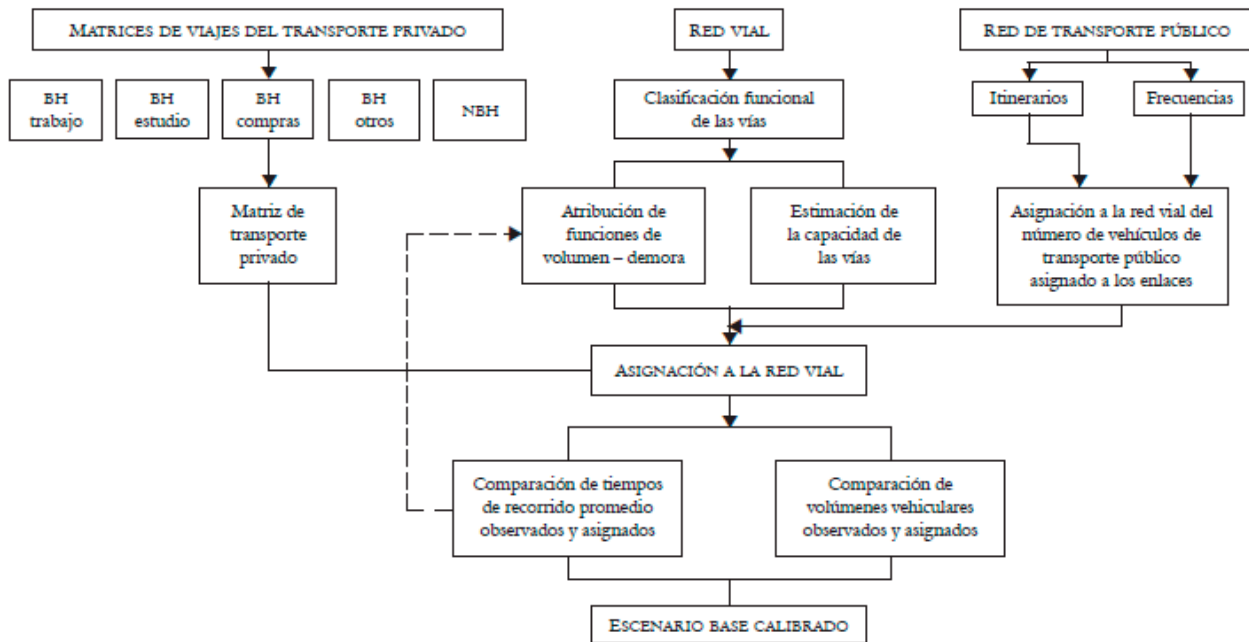 MATRICES DE VIAJES DEL TRANSPORTE PRIVADO
RED VIAL
RED DE TRANSPORTE PÚBLICO
BH
trabajo
BH
estudio
BH
compras
BH
otros
NBH
Clasificación funcional
de las vías
Itinerarios
Frecuencias
Matriz de
transporte
privado
Atribución de
funciones de
volumen – demora
Estimación de
la capacidad de
las vías
Asignación a la red vial del
número de vehículos de
transporte público
asignado a los enlaces
ASIGNACIÓN A LA RED VIAL
Comparación de tiempos
de recorrido promedio
observados y asignados
Comparación de
volúmenes vehiculares
observados y asignados
ESCENARIO BASE CALIBRADO